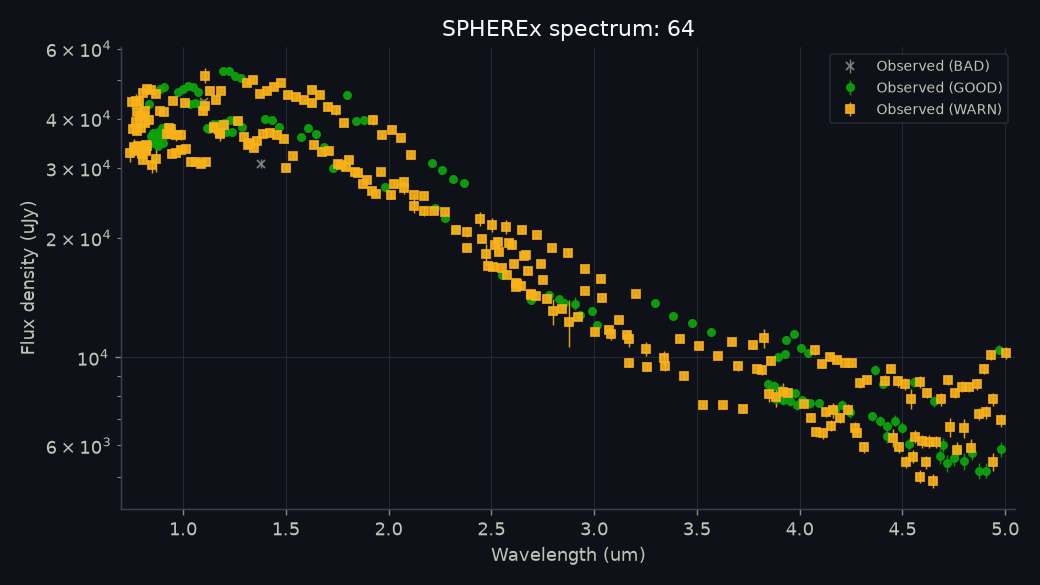 SPHEREx spectrum: 64
Observed (BAD)
Observed (GOOD)
Observed (WARN)
Flux density (uJy)
6 × 10⁴
4 × 10⁴
3 × 10⁴
2 × 10⁴
10⁴
6 × 10³
1.0 1.5 2.0 2.5 3.0 3.5 4.0 4.5 5.0
Wavelength (um)